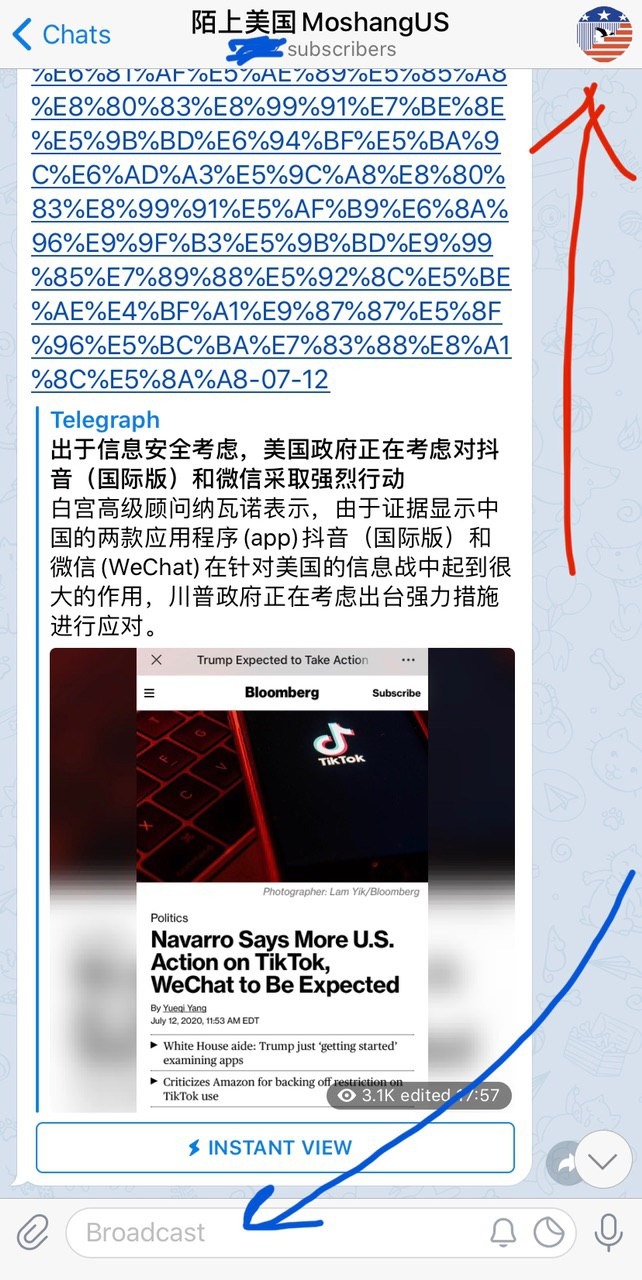 Chats
陌上美国MoshangUS
subscribers
%E6%81%AF%E5%AE%89%E5%85%A8
%E8%80%83%E8%99%91%E7%BE%8E
%E5%9B%BD%E6%94%BF%E5%BA%9
C%E6%AD%A3%E5%9C%A8%E8%80%
83%E8%99%91%E5%AF%B9%E6%8A%
96%E9%9F%B3%E5%9B%BD%E9%99
%85%E7%89%88%E5%92%8C%E5%BE
%AE%E4%BF%A1%E9%87%87%E5%8F
%96%E5%BC%BA%E7%83%88%E8%A1
%8C%E5%8A%A8-07-12
Telegraph
出于信息安全考虑，美国政府正在考虑对抖
音（国际版）和微信采取强烈行动
白宫高级顾问纳瓦诺表示，由于证据显示中
国的两款应用程序(app)抖音（国际版）和
微信(WeChat)在针对美国的信息战中起到很
大的作用，川普政府正在考虑出台强力措施
进行应对。
Trump Expected to Take Action
Bloomberg
Subscribe
TikTok
Photographer: Lam Yik/Bloomberg
Politics
Navarro Says More U.S.
Action on TikTok,
WeChat to Be Expected
By Yueqi Yang
July 12, 2020, 11:53 AM EDT
White House aide: Trump just ‘getting started’
examining apps
Criticizes Amazon for backing off restriction on
TikTok use
3.1K edited 17:57
INSTANT VIEW
Broadcast